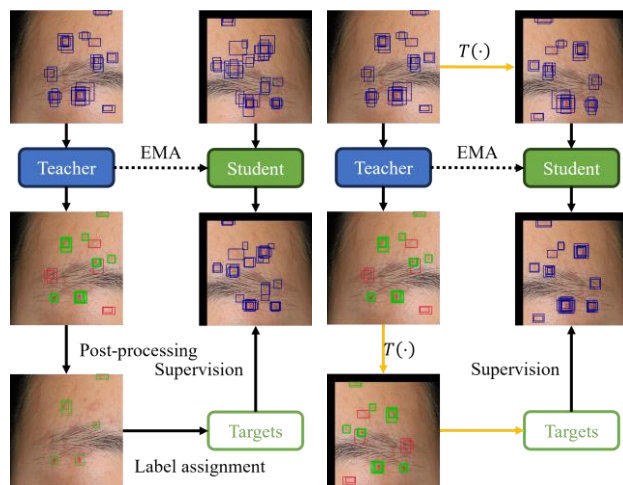 T(·)
Teacher
EMA
Student
Teacher
EMA
Student
Post-processing
Supervision
T(·)
Supervision
Targets
Targets
Label assignment